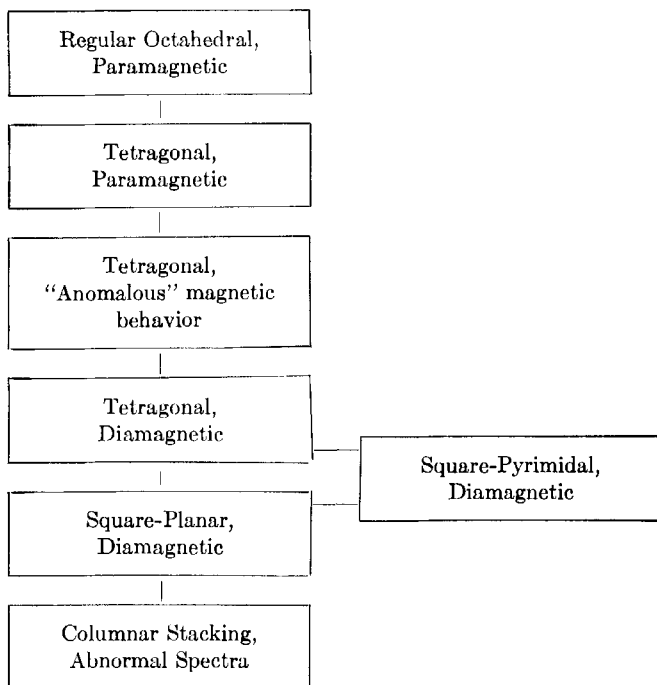 Regular Octahedral,
Paramagnetic
Tetragonal,
Paramagnetic
Tetragonal,
"Anomalous" magnetic
behavior
Tetragonal,
Diamagnetic
Square-Pyrimidal,
Diamagnetic
Square-Planar,
Diamagnetic
Columnar Stacking,
Abnormal Spectra